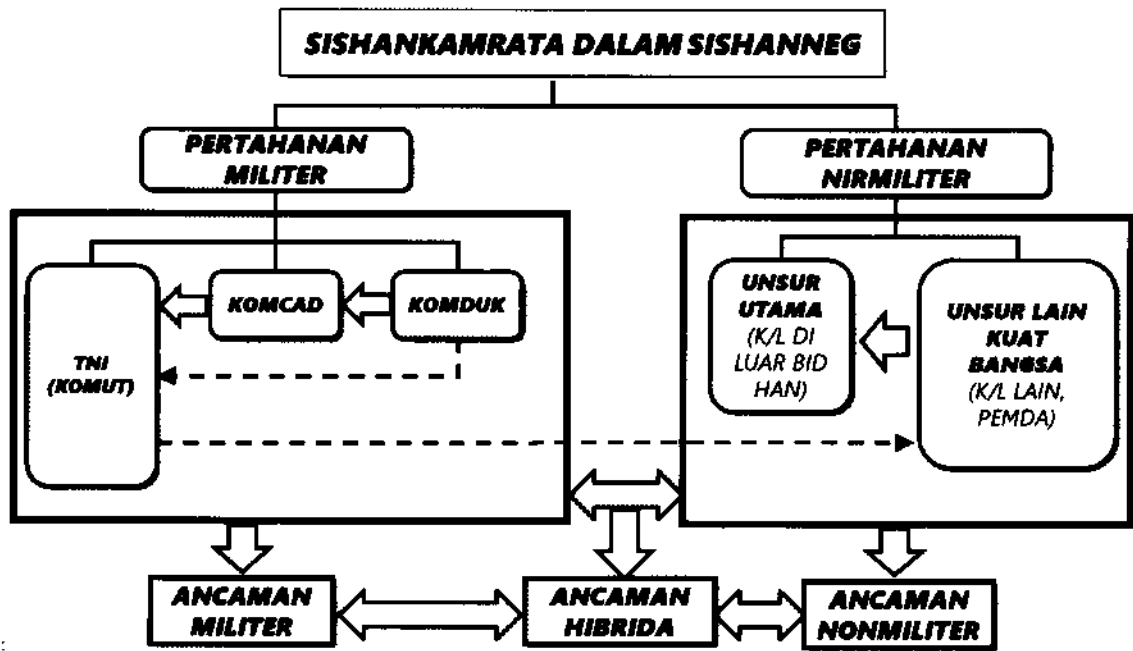 SISHANKAMRATA DALAM SISHANNEG
PERTAHANAN
MILITER
PERTAHANAN
NIRMILITER
TNI
(KOMUT)
KOMCAD
KOMDUK
UNSUR
UTAMA
(K/L DI
LUAR BID
HAN)
UNSUR LAIN
KUAT
BANGSA
(K/L LAIN,
PEMDA)
ANCAMAN
MILITER
ANCAMAN
HIBRIDA
ANCAMAN
NONMILITER